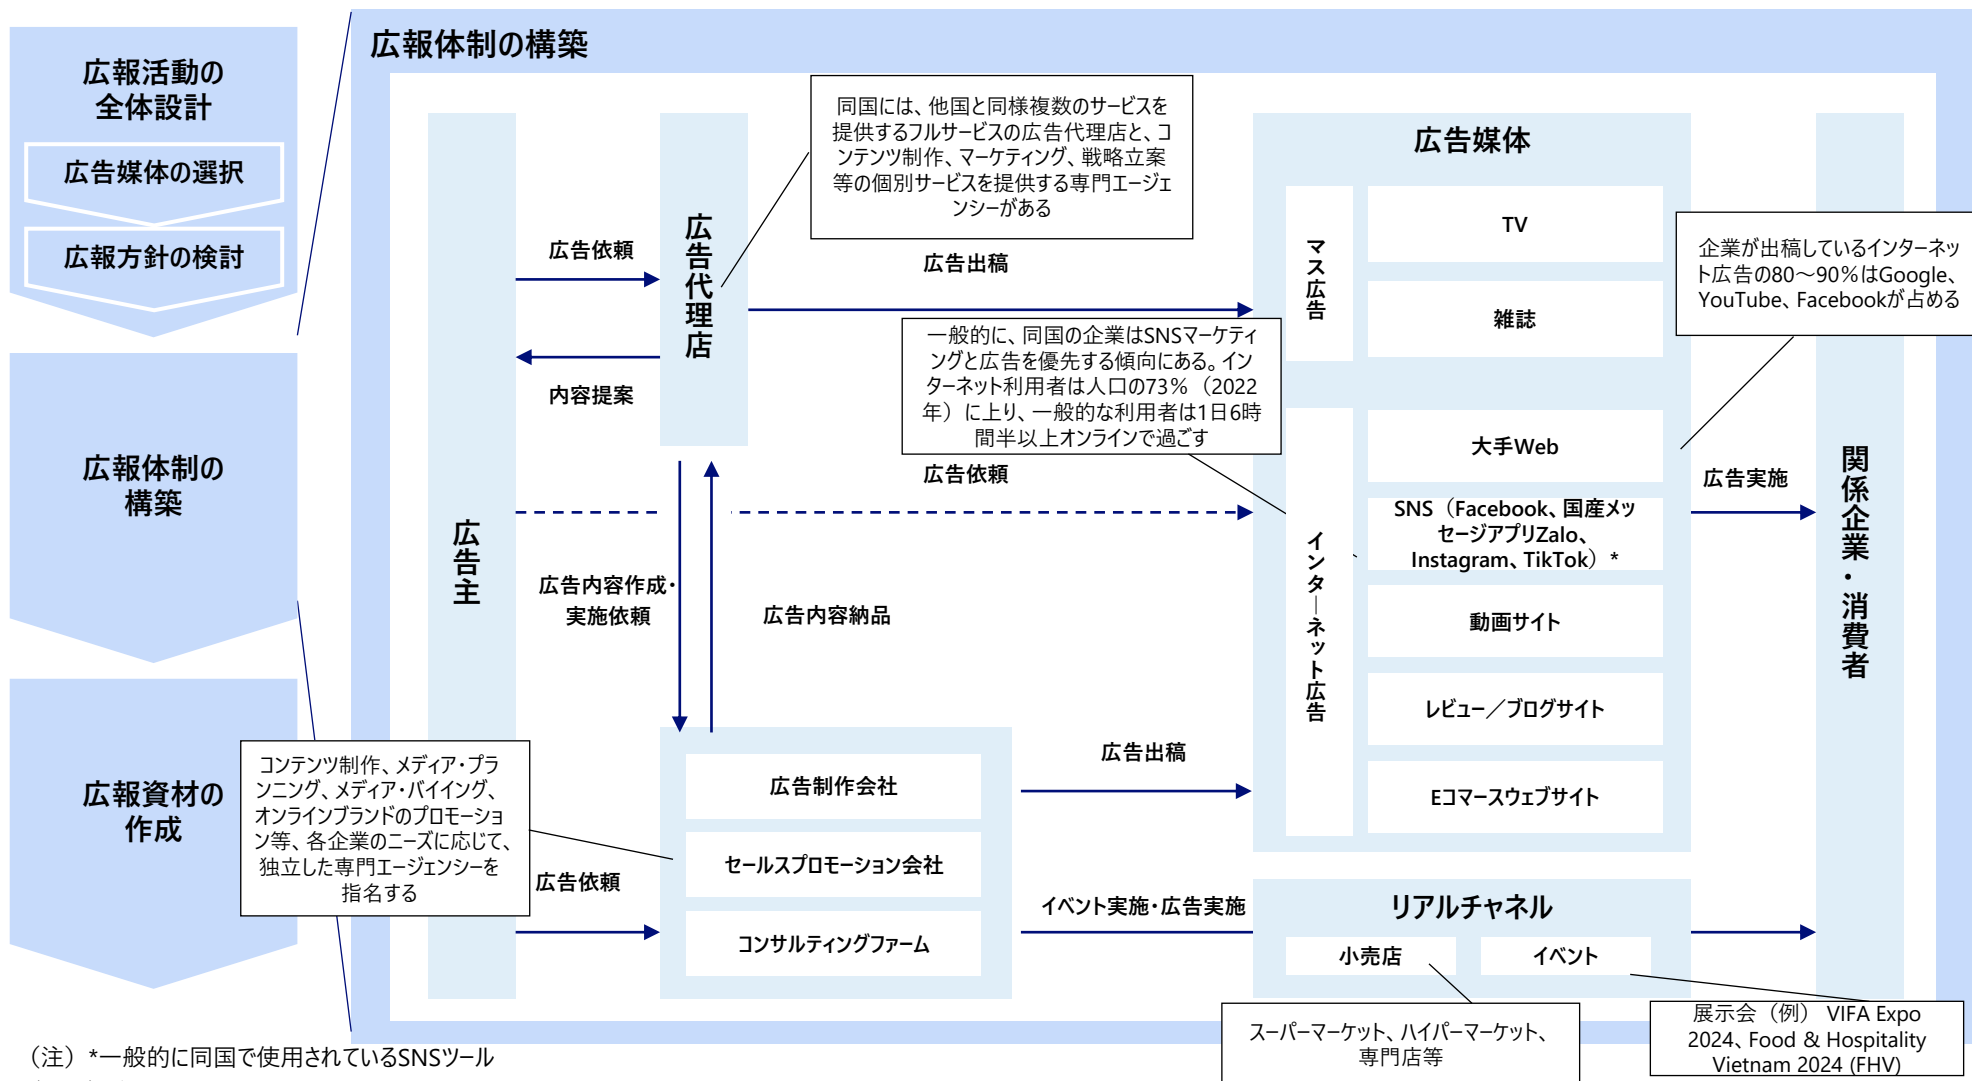 広報活動の
全体設計
広告媒体の選択
広報方針の検討
広報体制の
構築
広報資材の
作成
広報体制の構築
広告主
広告依頼
内容提案
広告代理店
同国には、他国と同様複数のサービスを
提供するフルサービスの広告代理店と、コ
ンテンツ制作、マーケティング、戦略立案
等の個別サービスを提供する専門エージェ
ンシーがある
広告出稿
一般的に、同国の企業はSNSマーケティ
ングと広告を優先する傾向にある。イン
ターネット利用者は人口の73%（2022
年）に上り、一般的な利用者は1日6時
間半以上オンラインで過ごす
広告依頼
広告内容作成・
実施依頼
広告内容納品
広告制作会社
セールスプロモーション会社
コンサルティングファーム
コンテンツ制作、メディア・プラ
ンニング、メディア・バイイング、
オンラインブランドのプロモーショ
ン等、各企業のニーズに応じて、
独立した専門エージェンシーを
指名する
広告依頼
広告出稿
イベント実施・広告実施
広告媒体
マス広告
TV
雑誌
インターネット広告
大手Web
SNS（Facebook、国産メッ
セージアプリZalo、
Instagram、TikTok）*
動画サイト
レビュー／ブログサイト
Eコマースウェブサイト
企業が出稿しているインターネッ
ト広告の80～90%はGoogle、
YouTube、Facebookが占める
広告実施
関係企業・消費者
リアルチャネル
小売店
イベント
スーパーマーケット、ハイパーマーケット、
専門店等
展示会（例） VIFA Expo
2024、Food & Hospitality
Vietnam 2024 (FHV)
（注）*一般的に同国で使用されているSNSツール